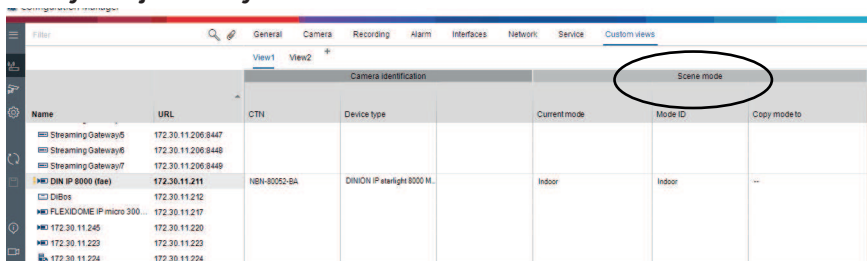 Configuration Manager
Filter General Camera Recording Alarm Interfaces Network Service Custom views
View1 View2 +
Camera identification Scene mode
Name URL CTN Device type Current mode Mode ID Copy mode to
Streaming Gateway/5 172.30.11.206:8447
Streaming Gateway/6 172.30.11.206:8448
Streaming Gateway/7 172.30.11.206:8449
DIN IP 8000 (fae) 172.30.11.211 NBN-80052-BA DINION IP starlight 8000 M.. Indoor Indoor --
DiBos 172.30.11.212
FLEXIDOME IP micro 300... 172.30.11.217
172.30.11.245 172.30.11.220
172.30.11.223 172.30.11.223
172.30.11.224 172.30.11.224